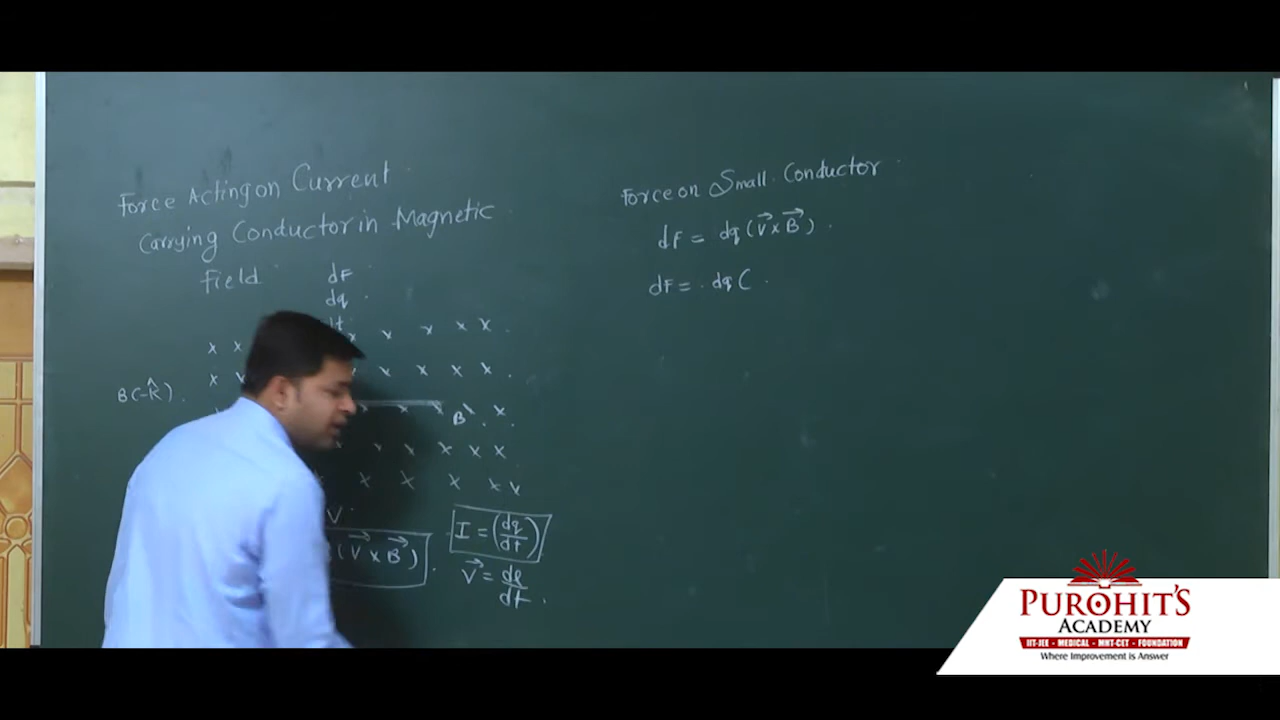 Force Acting on Current
Carrying Conductor in Magnetic
field
dF
dq
x x x x x x x
x x x x x x
B(-k̂)
x x x x x
B
x x x x x
x x x x
V
(V⃗ x B⃗)
I = (dq/dt)
V⃗ = dℓ/dt
Force on Small Conductor
dF = dq (V⃗ x B⃗)
dF = dq (
PUROHIT'S
ACADEMY
IIT-JEE - MEDICAL - MHT-CET - FOUNDATION
Where Improvement is Answer